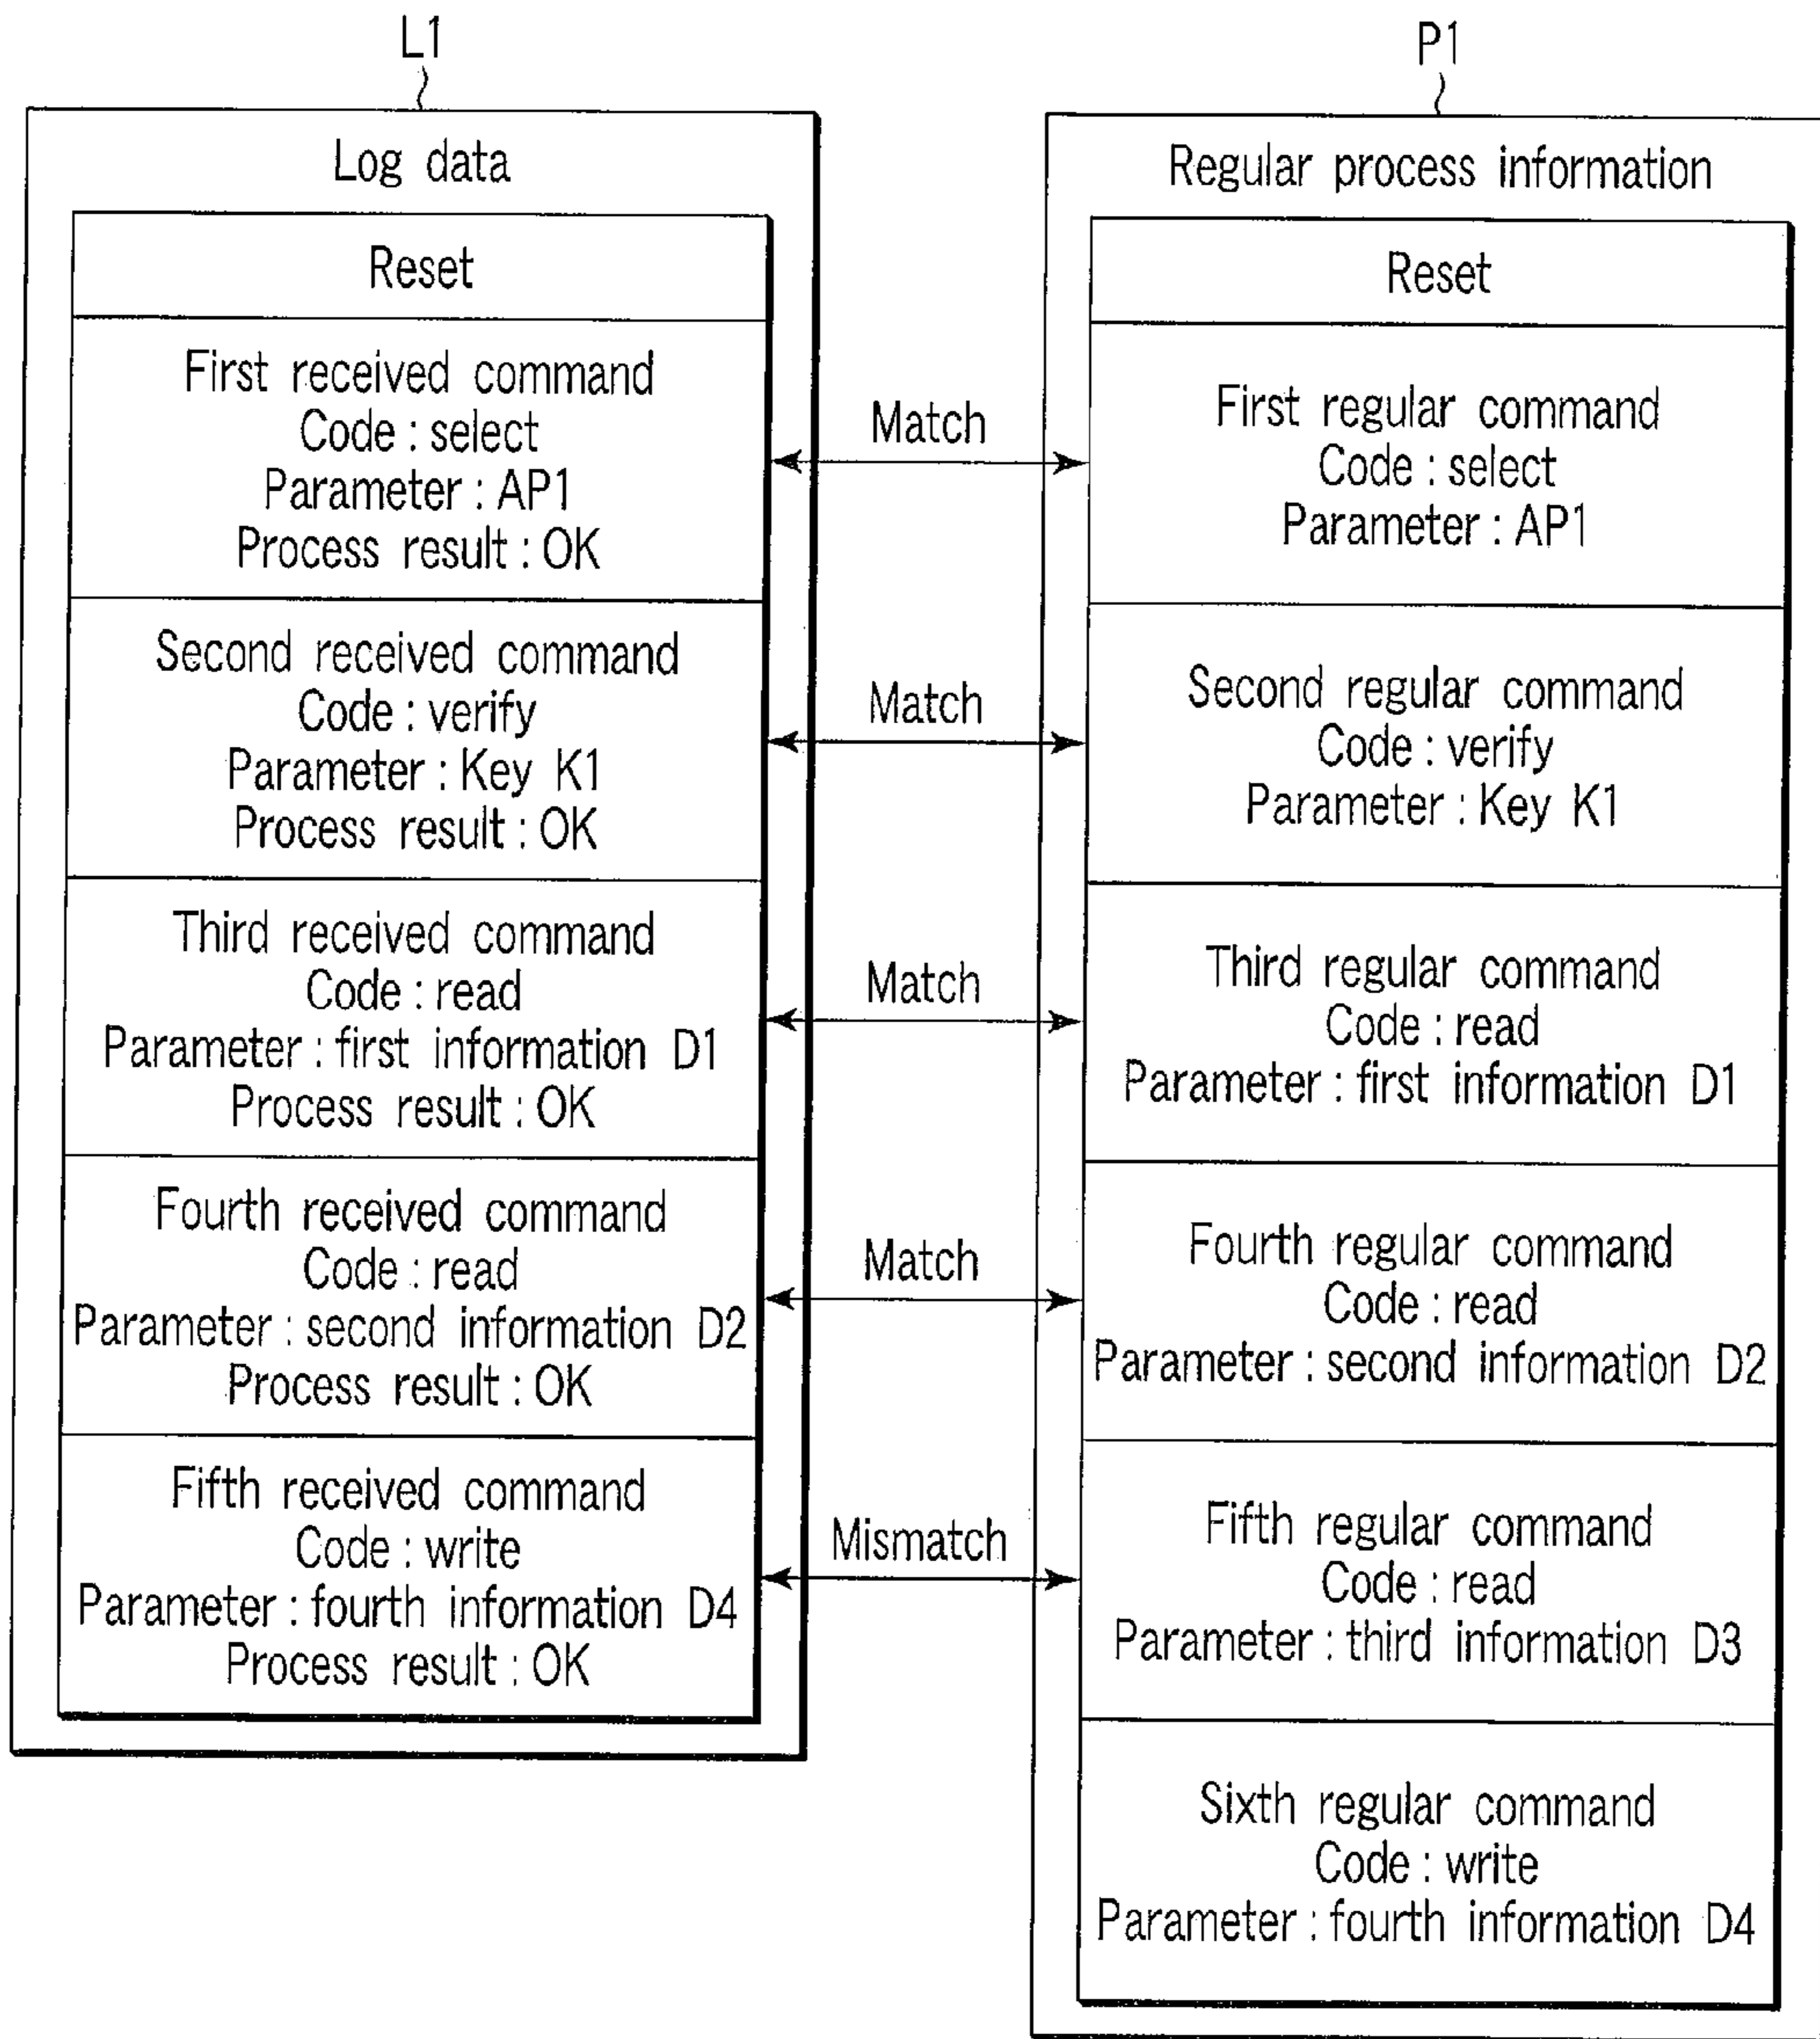 L1
Log data
Reset
First received command
Code : select
Parameter : AP1
Process result : OK
Second received command
Code : verify
Parameter : Key K1
Process result : OK
Third received command
Code : read
Parameter : first information D1
Process result : OK
Fourth received command
Code : read
Parameter : second information D2
Process result : OK
Fifth received command
Code : write
Parameter : fourth information D4
Process result : OK
Match
Match
Match
Match
Mismatch
P1
Regular process information
Reset
First regular command
Code : select
Parameter : AP1
Second regular command
Code : verify
Parameter : Key K1
Third regular command
Code : read
Parameter : first information D1
Fourth regular command
Code : read
Parameter : second information D2
Fifth regular command
Code : read
Parameter : third information D3
Sixth regular command
Code : write
Parameter : fourth information D4